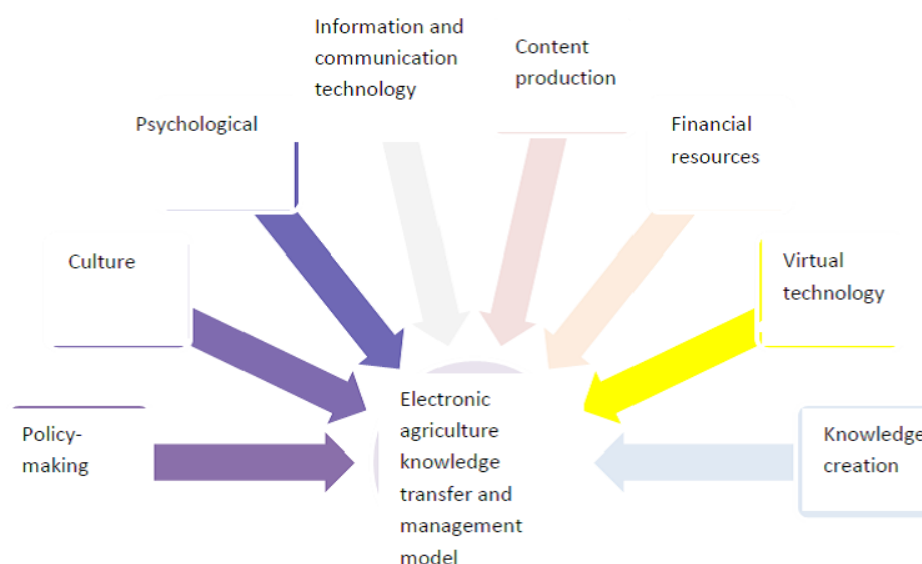 Information and
communication
technology
Content
production
Psychological
Financial
resources
Culture
Virtual
technology
Policy-
making
Electronic
agriculture
knowledge
transfer and
management
model
Knowledge
creation